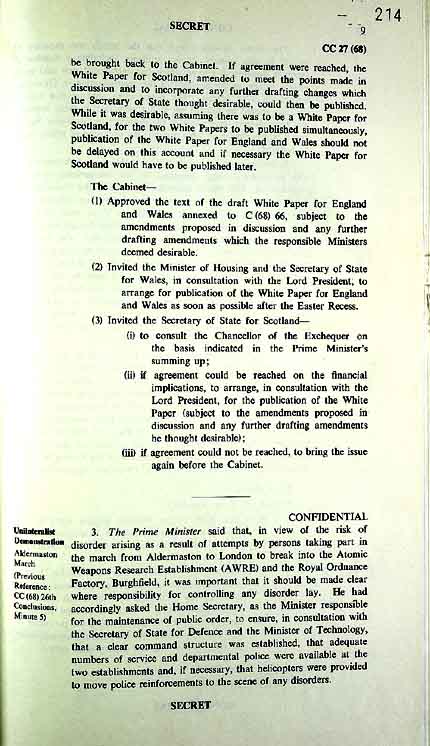 214
SECRET
9
CC 27 (68)
be brought back to the Cabinet. If agreement were reached, the
White Paper for Scotland, amended to meet the points made in
discussion and to incorporate any further drafting changes which
the Secretary of State thought desirable, could then be published.
While it was desirable, assuming there was to be a White Paper for
Scotland, for the two White Papers to be published simultaneously,
publication of the White Paper for England and Wales should not
be delayed on this account and if necessary the White Paper for
Scotland would have to be published later.
The Cabinet—
(1) Approved the text of the draft White Paper for England
and Wales annexed to C (68) 66, subject to the
amendments proposed in discussion and any further
drafting amendments which the responsible Ministers
deemed desirable.
(2) Invited the Minister of Housing and the Secretary of State
for Wales, in consultation with the Lord President, to
arrange for publication of the White Paper for England
and Wales as soon as possible after the Easter Recess.
(3) Invited the Secretary of State for Scotland—
(i) to consult the Chancellor of the Exchequer on
the basis indicated in the Prime Minister's
summing up;
(ii) if agreement could be reached on the financial
implications, to arrange, in consultation with the
Lord President, for the publication of the White
Paper (subject to the amendments proposed in
discussion and any further drafting amendments
he thought desirable);
(iii) if agreement could not be reached, to bring the issue
again before the Cabinet.
CONFIDENTIAL
Unilateralist
Demonstration
Aldermaston
March
(Previous
Reference:
CC (68) 26th
Conclusions,
Minute 5)
3. The Prime Minister said that, in view of the risk of
disorder arising as a result of attempts by persons taking part in
the march from Aldermaston to London to break into the Atomic
Weapons Research Establishment (AWRE) and the Royal Ordnance
Factory, Burghfield, it was important that it should be made clear
where responsibility for controlling any disorder lay. He had
accordingly asked the Home Secretary, as the Minister responsible
for the maintenance of public order, to ensure, in consultation with
the Secretary of State for Defence and the Minister of Technology,
that a clear command structure was established, that adequate
numbers of service and departmental police were available at the
two establishments and, if necessary, that helicopters were provided
to move police reinforcements to the scene of any disorders.
SECRET